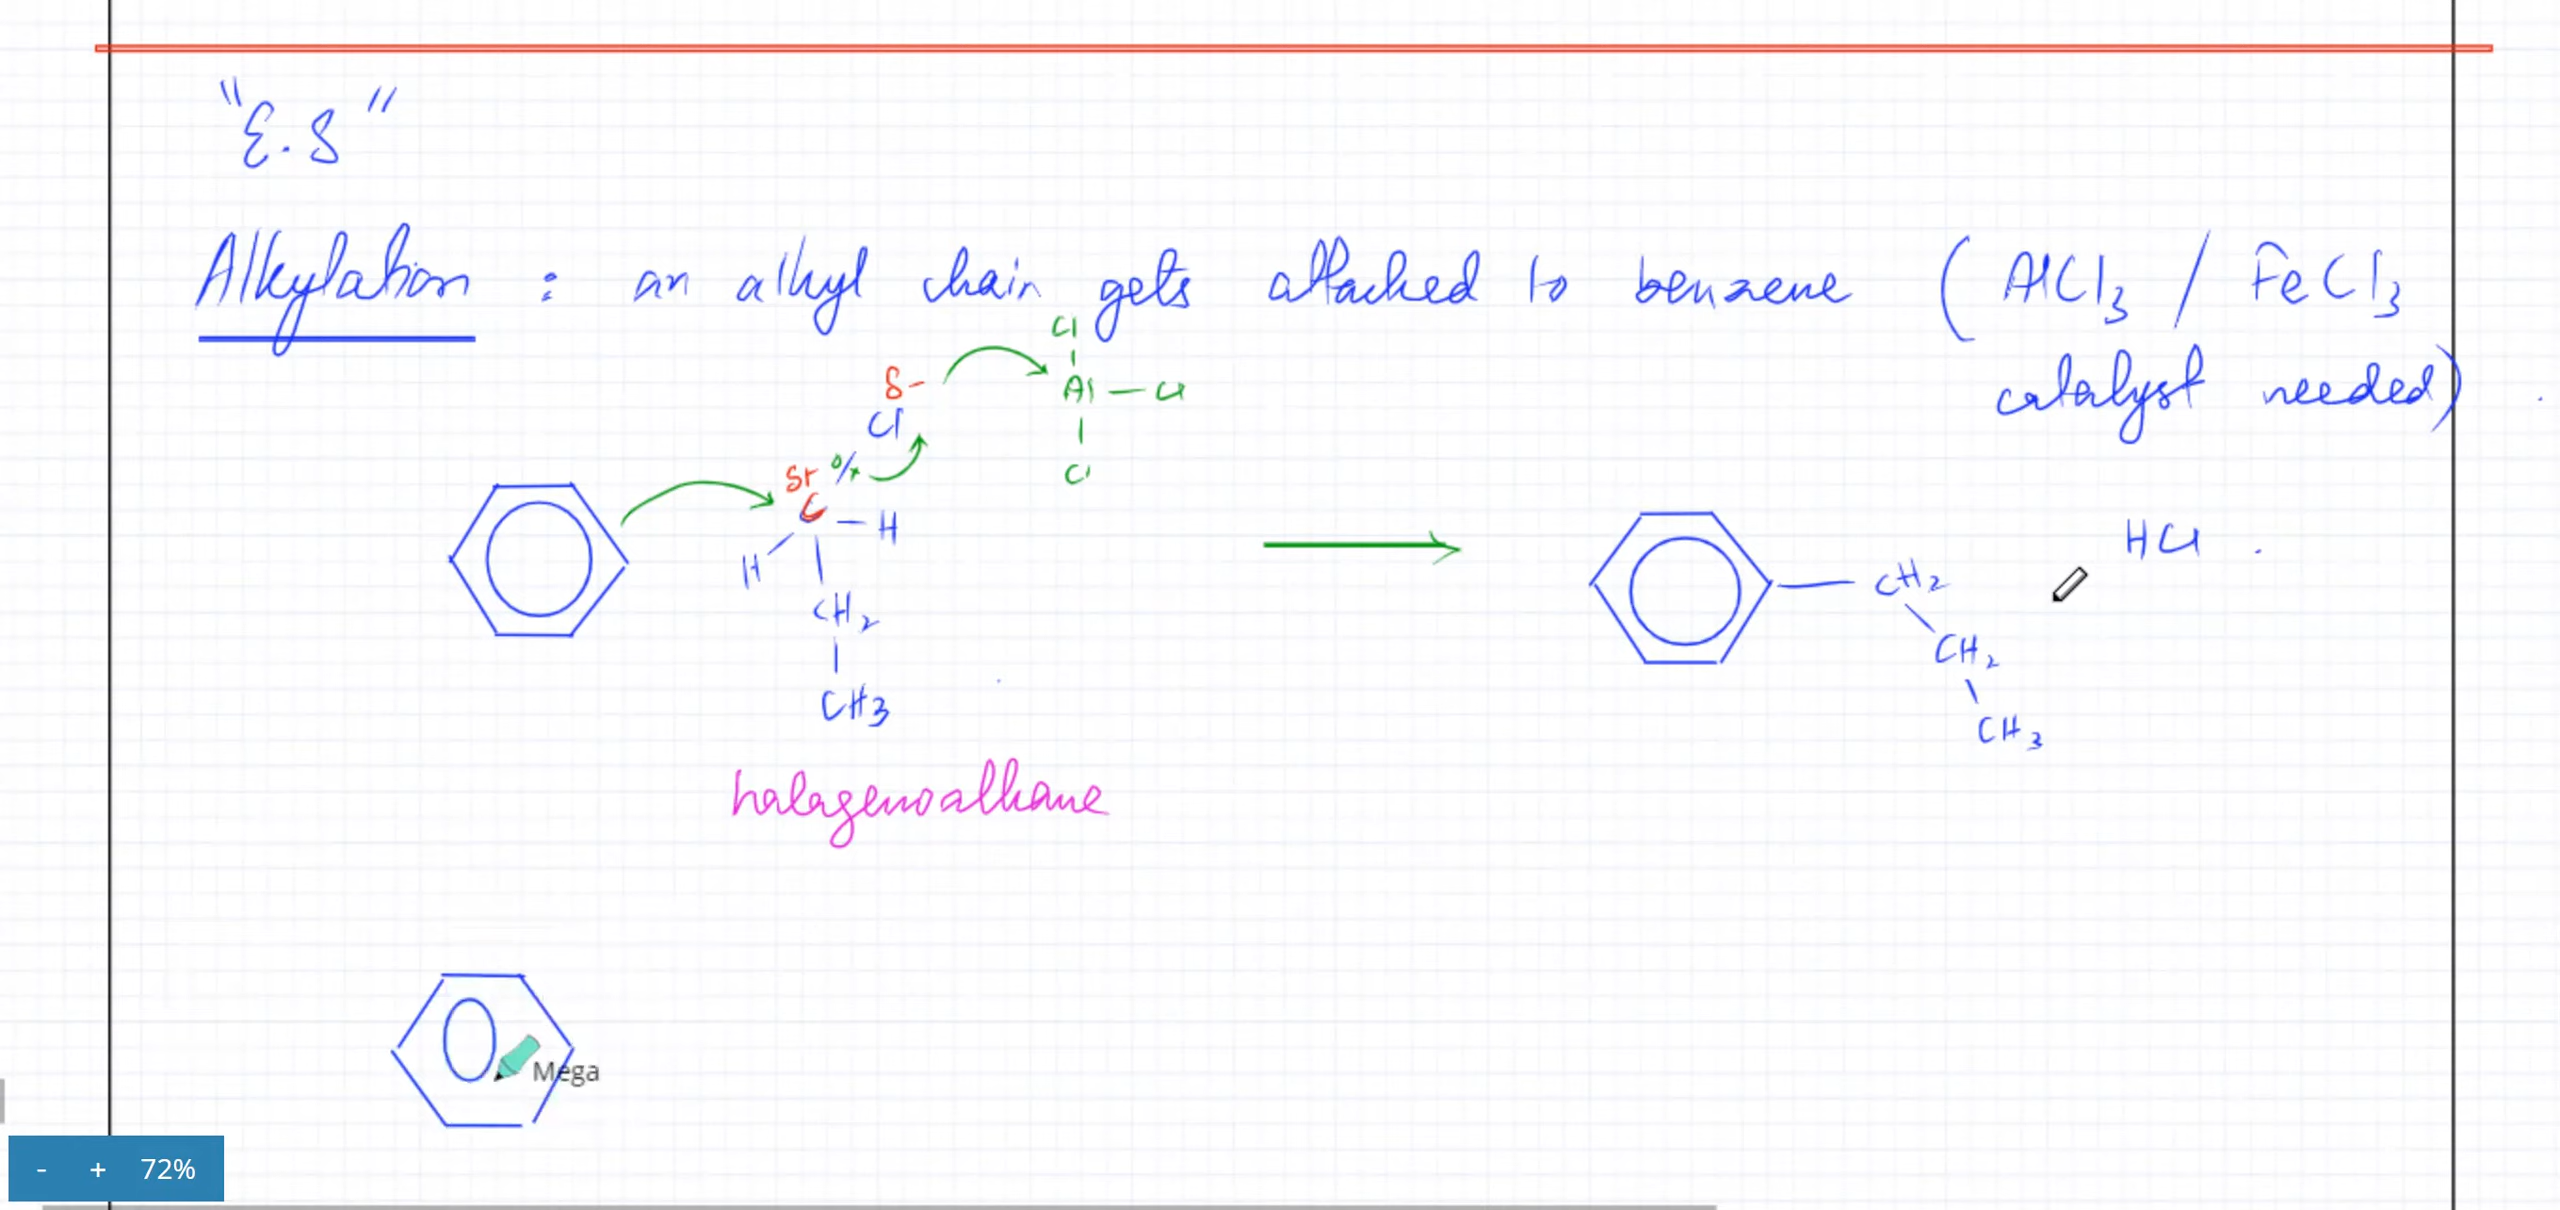 "E.S"
Alkylation : an alkyl chain gets attached to benzene ( AlCl3 / FeCl3
catalyst needed) .
Cl
δ-
Al — Cl
Cl
δ+
Cl
C — H
H
CH2
CH3
CH2
CH2
CH3
HCl .
halogenoalkane
Mega
- + 72%